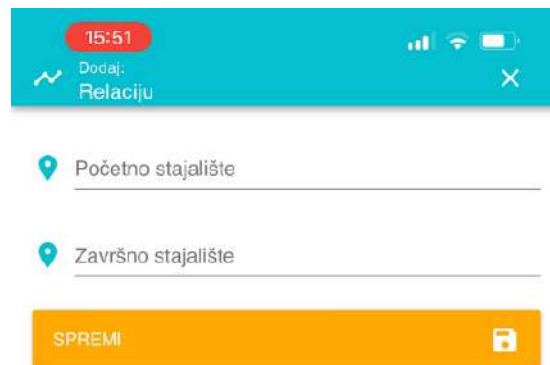 15:51
Dodaj:
Relaciju
Početno stajalište
Završno stajalište
SPREMI